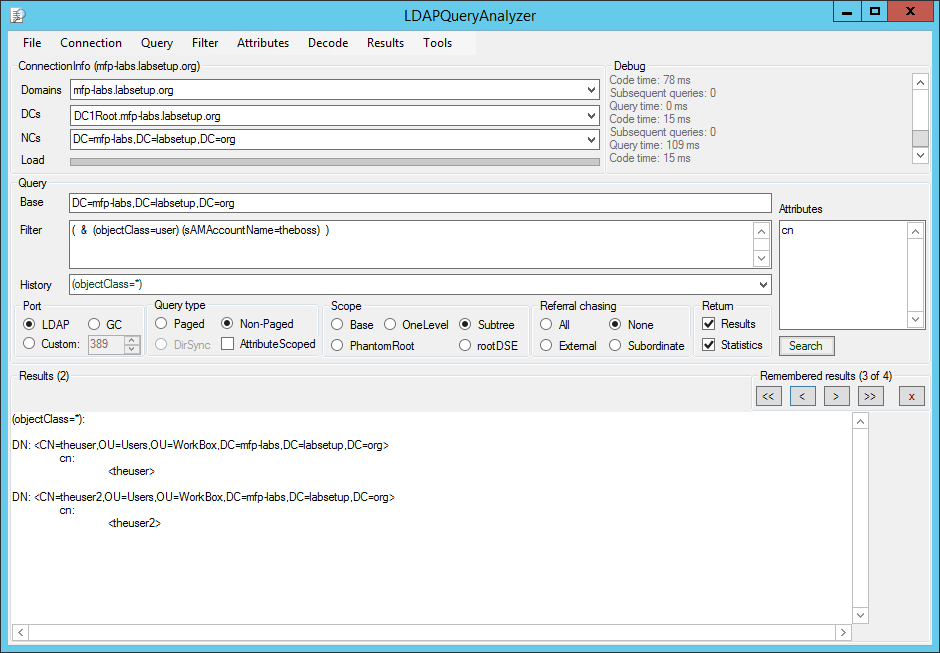 LDAPQueryAnalyzer
File Connection Query Filter Attributes Decode Results Tools
ConnectionInfo (mfp-labs.labsetup.org)
Domains mfp-labs.labsetup.org
DCs DC1Root.mfp-labs.labsetup.org
NCs DC=mfp-labs,DC=labsetup,DC=org
Load
Debug
Code time: 78 ms
Subsequent queries: 0
Query time: 0 ms
Code time: 15 ms
Subsequent queries: 0
Query time: 109 ms
Code time: 15 ms
Query
Base DC=mfp-labs,DC=labsetup,DC=org
Filter ( & (objectClass=user) (sAMAccountName=theboss) )
History (objectClass=*)
Attributes
cn
Port
LDAP GC
Custom: 389
Query type
Paged Non-Paged
DirSync AttributeScoped
Scope
Base OneLevel Subtree
PhantomRoot rootDSE
Referral chasing
All None
External Subordinate
Return
Results
Statistics
Search
Results (2)
Remembered results (3 of 4)
<< < > >> x
(objectClass=*):
DN: <CN=theuser,OU=Users,OU=WorkBox,DC=mfp-labs,DC=labsetup,DC=org>
cn:
<theuser>
DN: <CN=theuser2,OU=Users,OU=WorkBox,DC=mfp-labs,DC=labsetup,DC=org>
cn:
<theuser2>